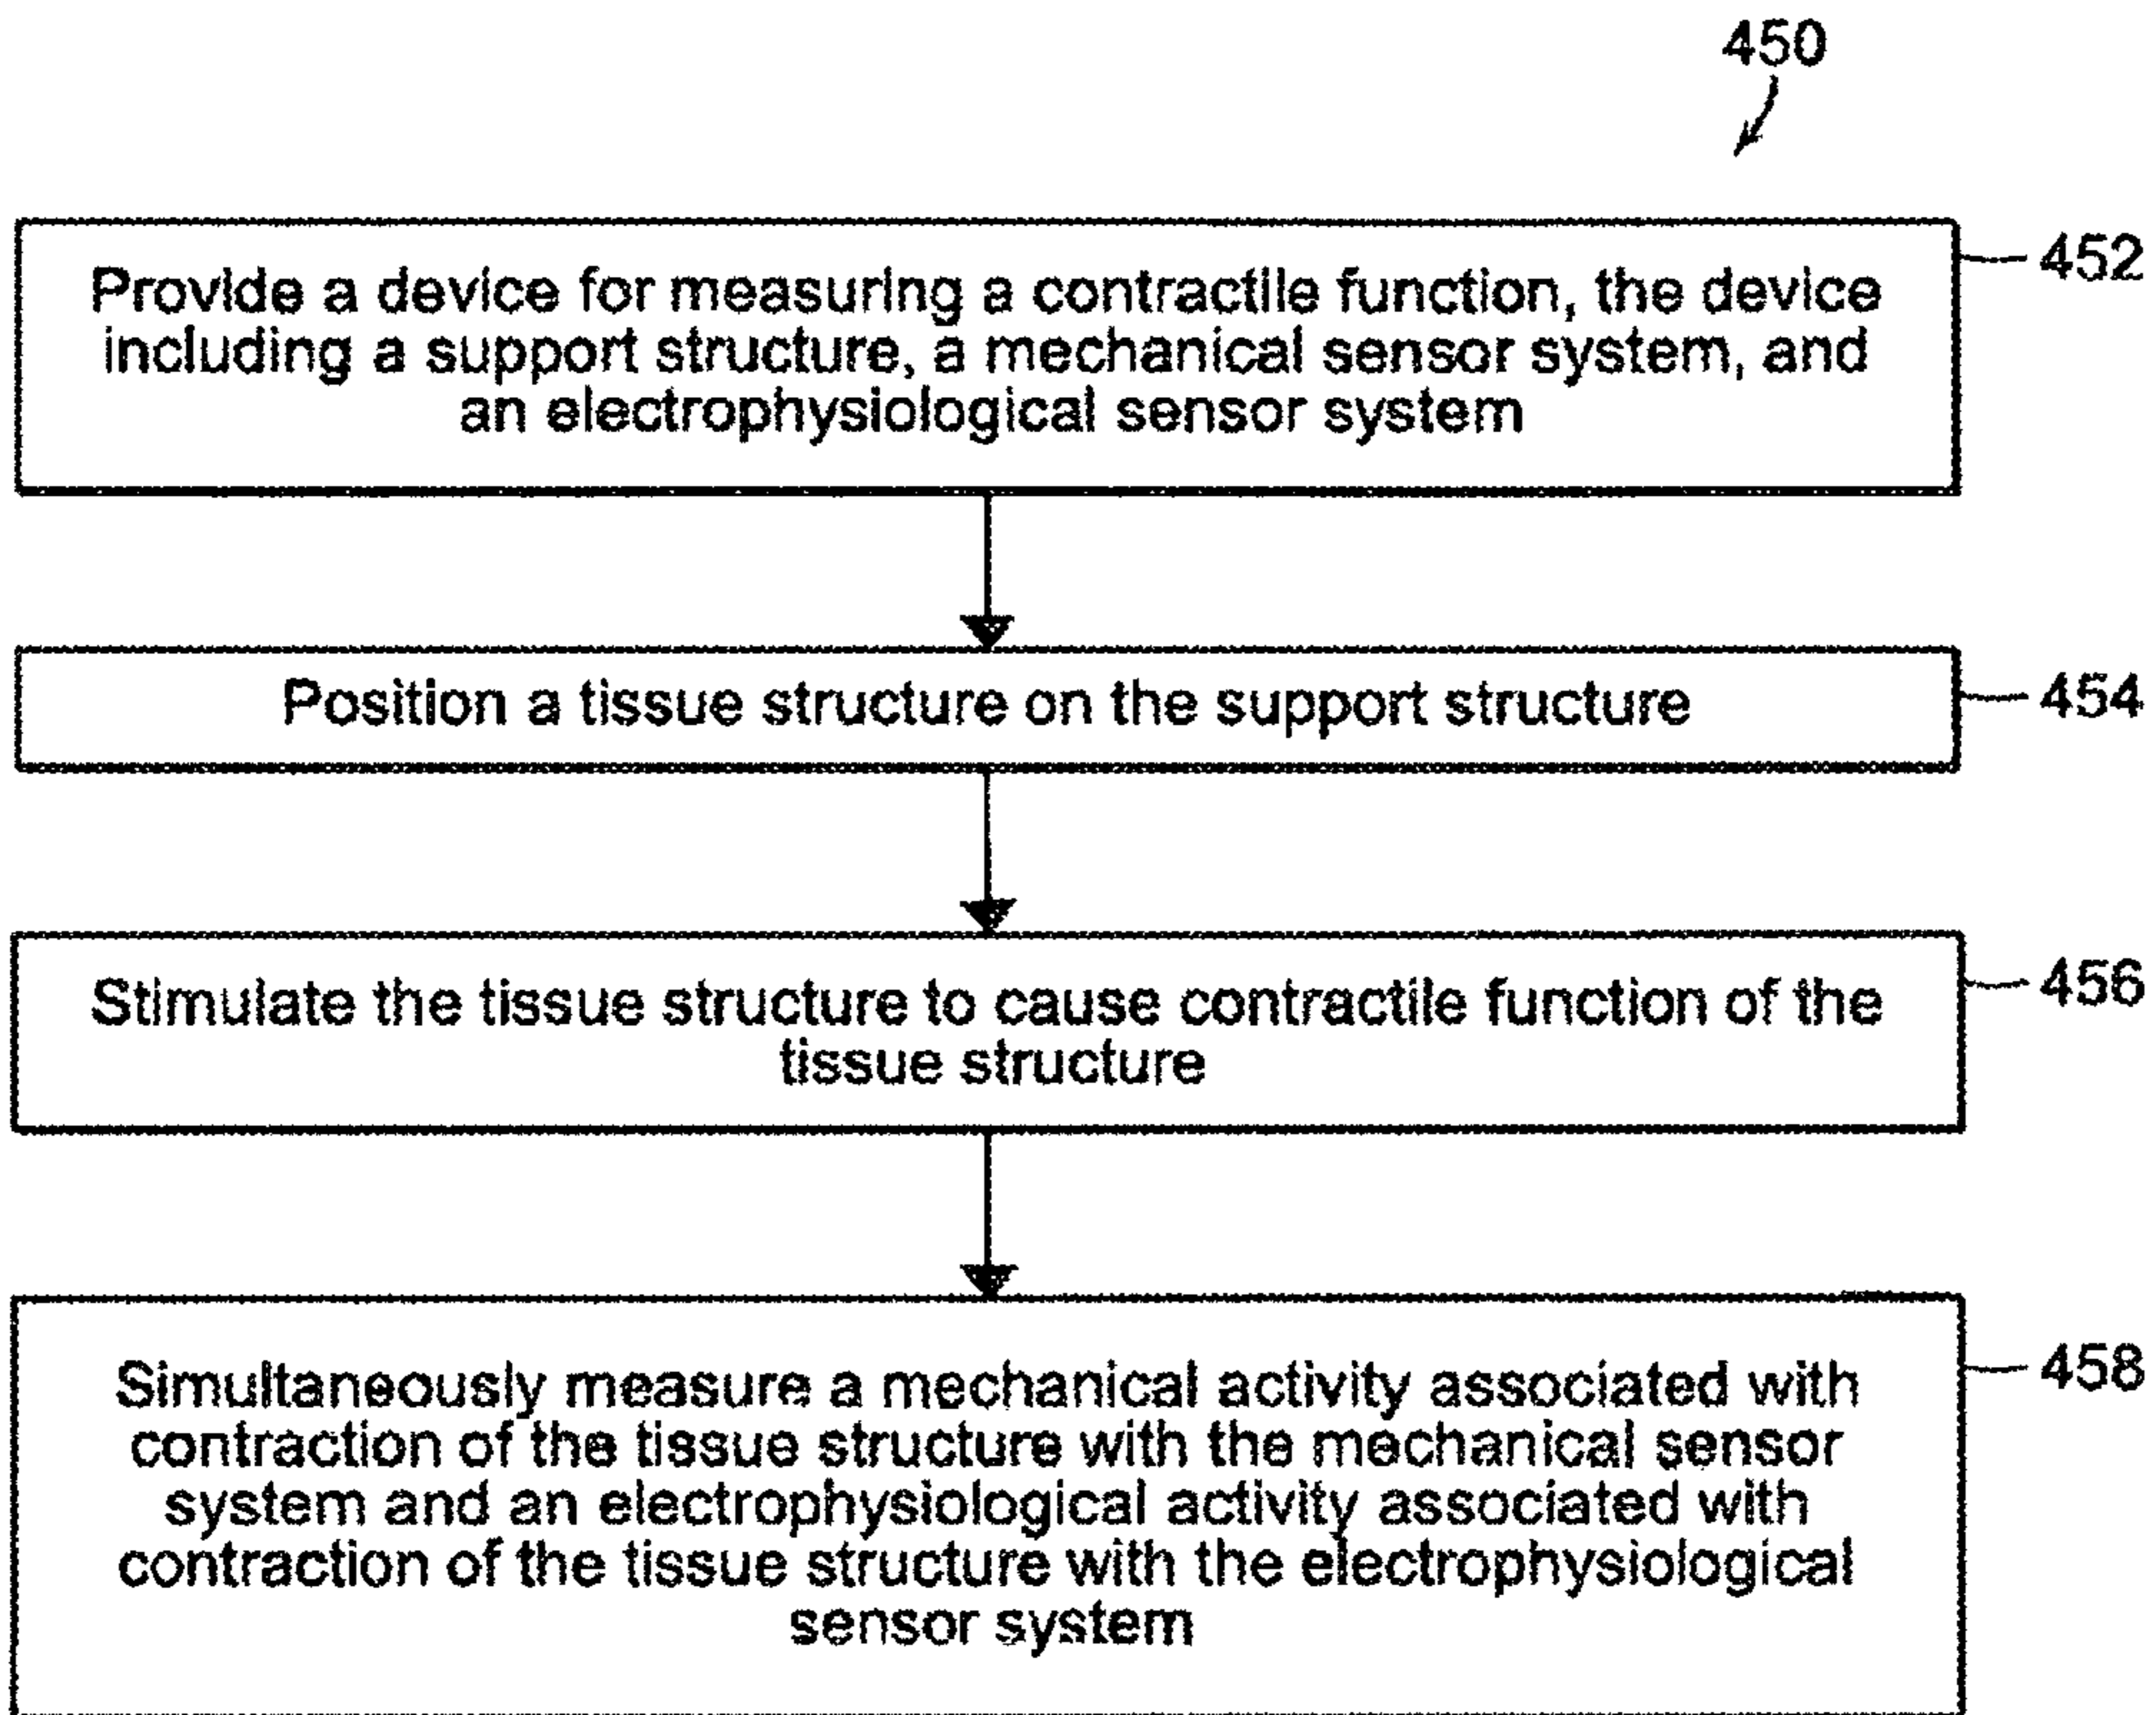 450
Provide a device for measuring a contractile function, the device
including a support structure, a mechanical sensor system, and
an electrophysiological sensor system
452
Position a tissue structure on the support structure
454
Stimulate the tissue structure to cause contractile function of the
tissue structure
456
Simultaneously measure a mechanical activity associated with
contraction of the tissue structure with the mechanical sensor
system and an electrophysiological activity associated with
contraction of the tissue structure with the electrophysiological
sensor system
458